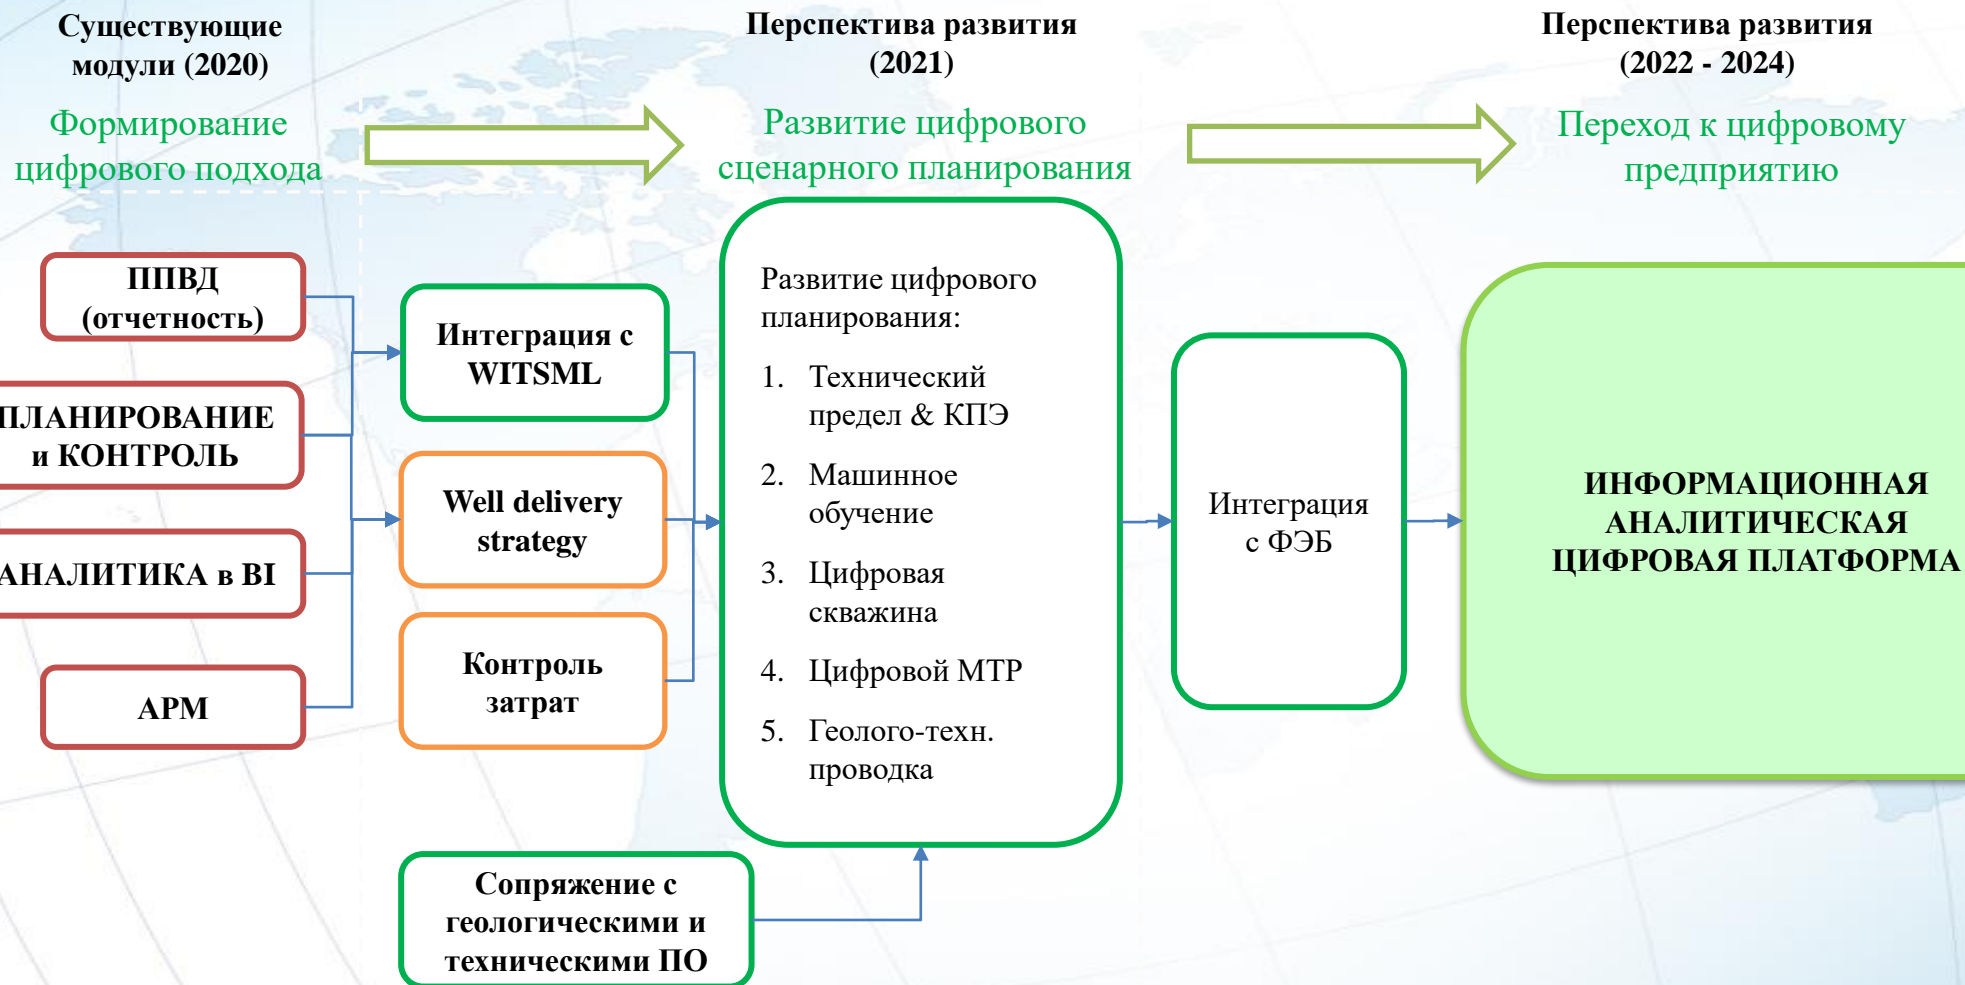 Существующие
модули (2020)
Формирование
цифрового подхода
Перспектива развития
(2021)
Развитие цифрового
сценарного планирования
Перспектива развития
(2022 - 2024)
Переход к цифровому
предприятию
ППВД
(отчетность)
ПЛАНИРОВАНИЕ
и КОНТРОЛЬ
АНАЛИТИКА в BI
АРМ
Интеграция с
WITSML
Well delivery
strategy
Контроль
затрат
Сопряжение с
геологическими и
техническими ПО
Развитие цифрового
планирования:
1. Технический
предел & КПЭ
2. Машинное
обучение
3. Цифровая
скважина
4. Цифровой МТР
5. Геолого-техн.
проводка
Интеграция
с ФЭБ
ИНФОРМАЦИОННАЯ
АНАЛИТИЧЕСКАЯ
ЦИФРОВАЯ ПЛАТФОРМА